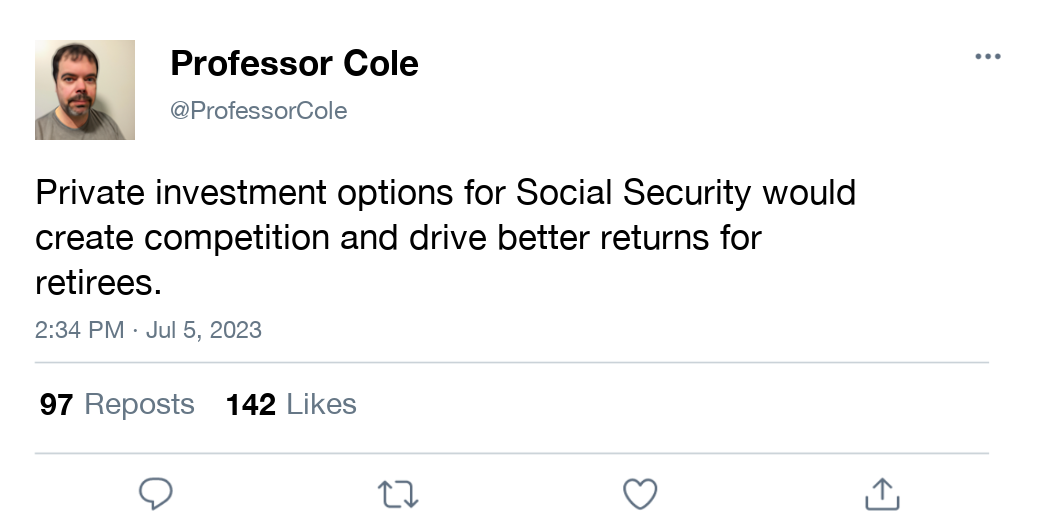 Professor Cole
@ProfessorCole
Private investment options for Social Security would
create competition and drive better returns for
retirees.
2:34 PM · Jul 5, 2023
97 Reposts 142 Likes